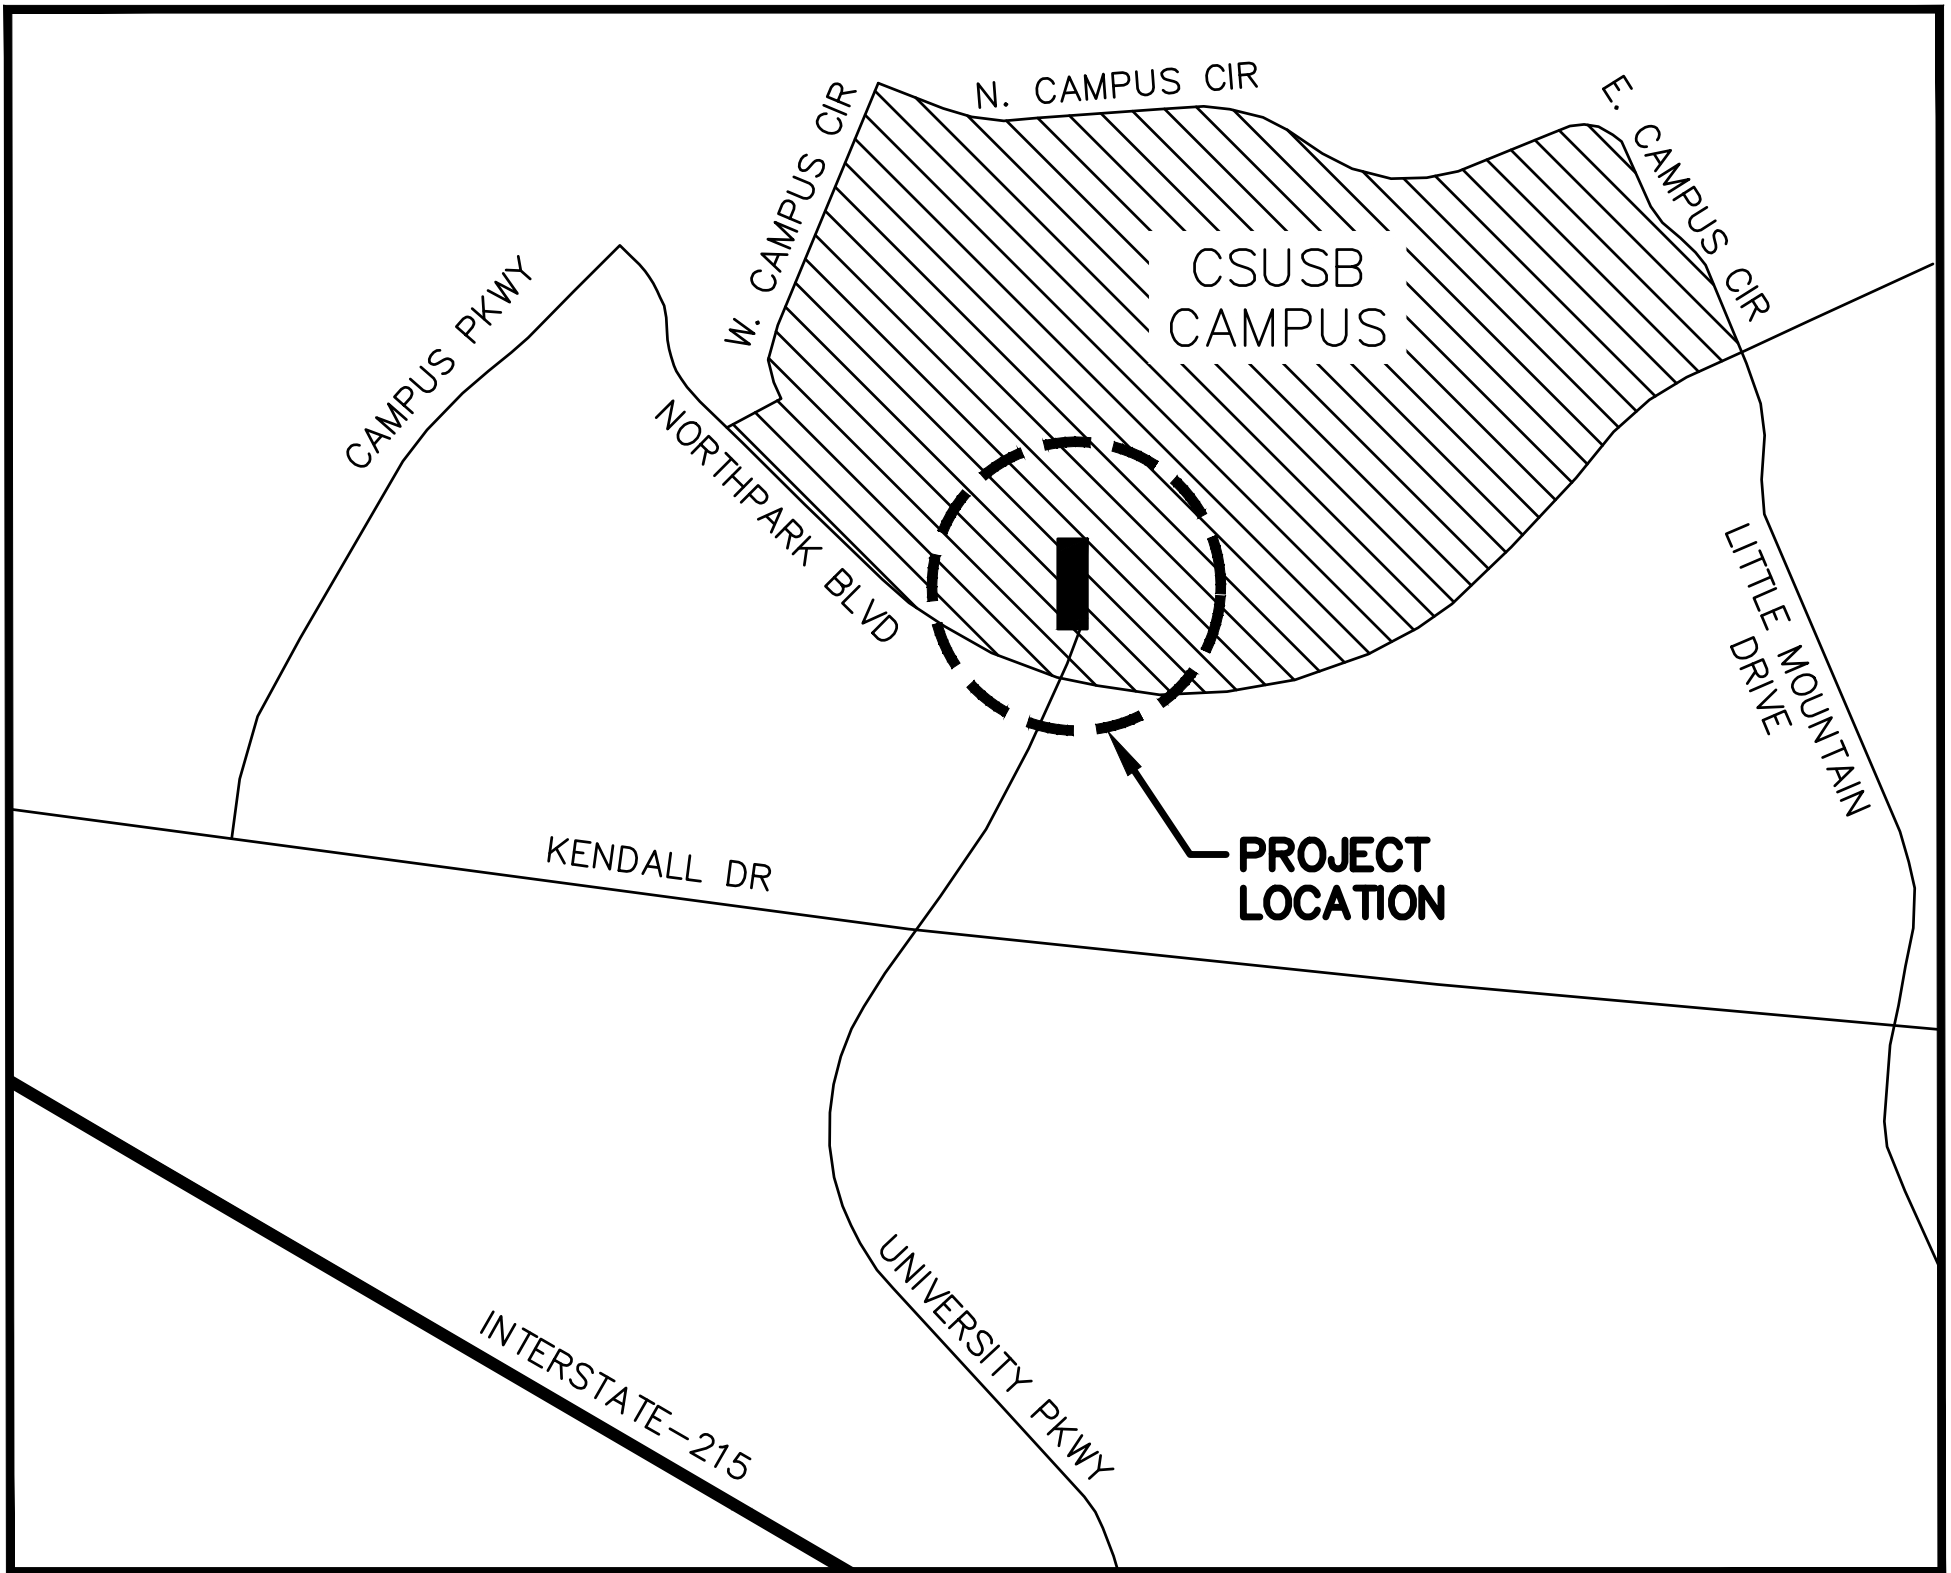 N. CAMPUS CIR
E. CAMPUS CIR
W. CAMPUS CIR
CSUSB
CAMPUS
CAMPUS PKWY
NORTHPARK BLVD
LITTLE MOUNTAIN
DRIVE
PROJECT
LOCATION
KENDALL DR
UNIVERSITY PKWY
INTERSTATE-215